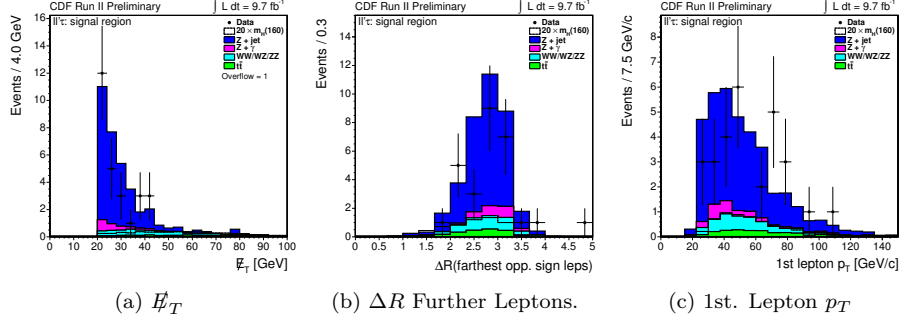 CDF Run II Preliminary ∫ L dt = 9.7 fb⁻¹
ll'τ: signal region
Data
20 × m_H(160)
Z + jet
Z + γ
WW/WZ/ZZ
tt̄
Overflow = 1
Events / 4.0 GeV
16
14
12
10
8
6
4
2
0
0 10 20 30 40 50 60 70 80 90 100
E̸_T [GeV]
(a) E̸_T
CDF Run II Preliminary ∫ L dt = 9.7 fb⁻¹
ll'τ: signal region
Data
20 × m_H(160)
Z + jet
Z + γ
WW/WZ/ZZ
tt̄
Events / 0.3
14
12
10
8
6
4
2
0
0 0.5 1 1.5 2 2.5 3 3.5 4 4.5 5
ΔR(farthest opp. sign leps)
(b) ΔR Further Leptons.
CDF Run II Preliminary ∫ L dt = 9.7 fb⁻¹
ll'τ: signal region
Data
20 × m_H(160)
Z + jet
Z + γ
WW/WZ/ZZ
tt̄
Events / 7.5 GeV/c
8
7
6
5
4
3
2
1
0
0 20 40 60 80 100 120 140
1st lepton p_T [GeV/c]
(c) 1st. Lepton p_T